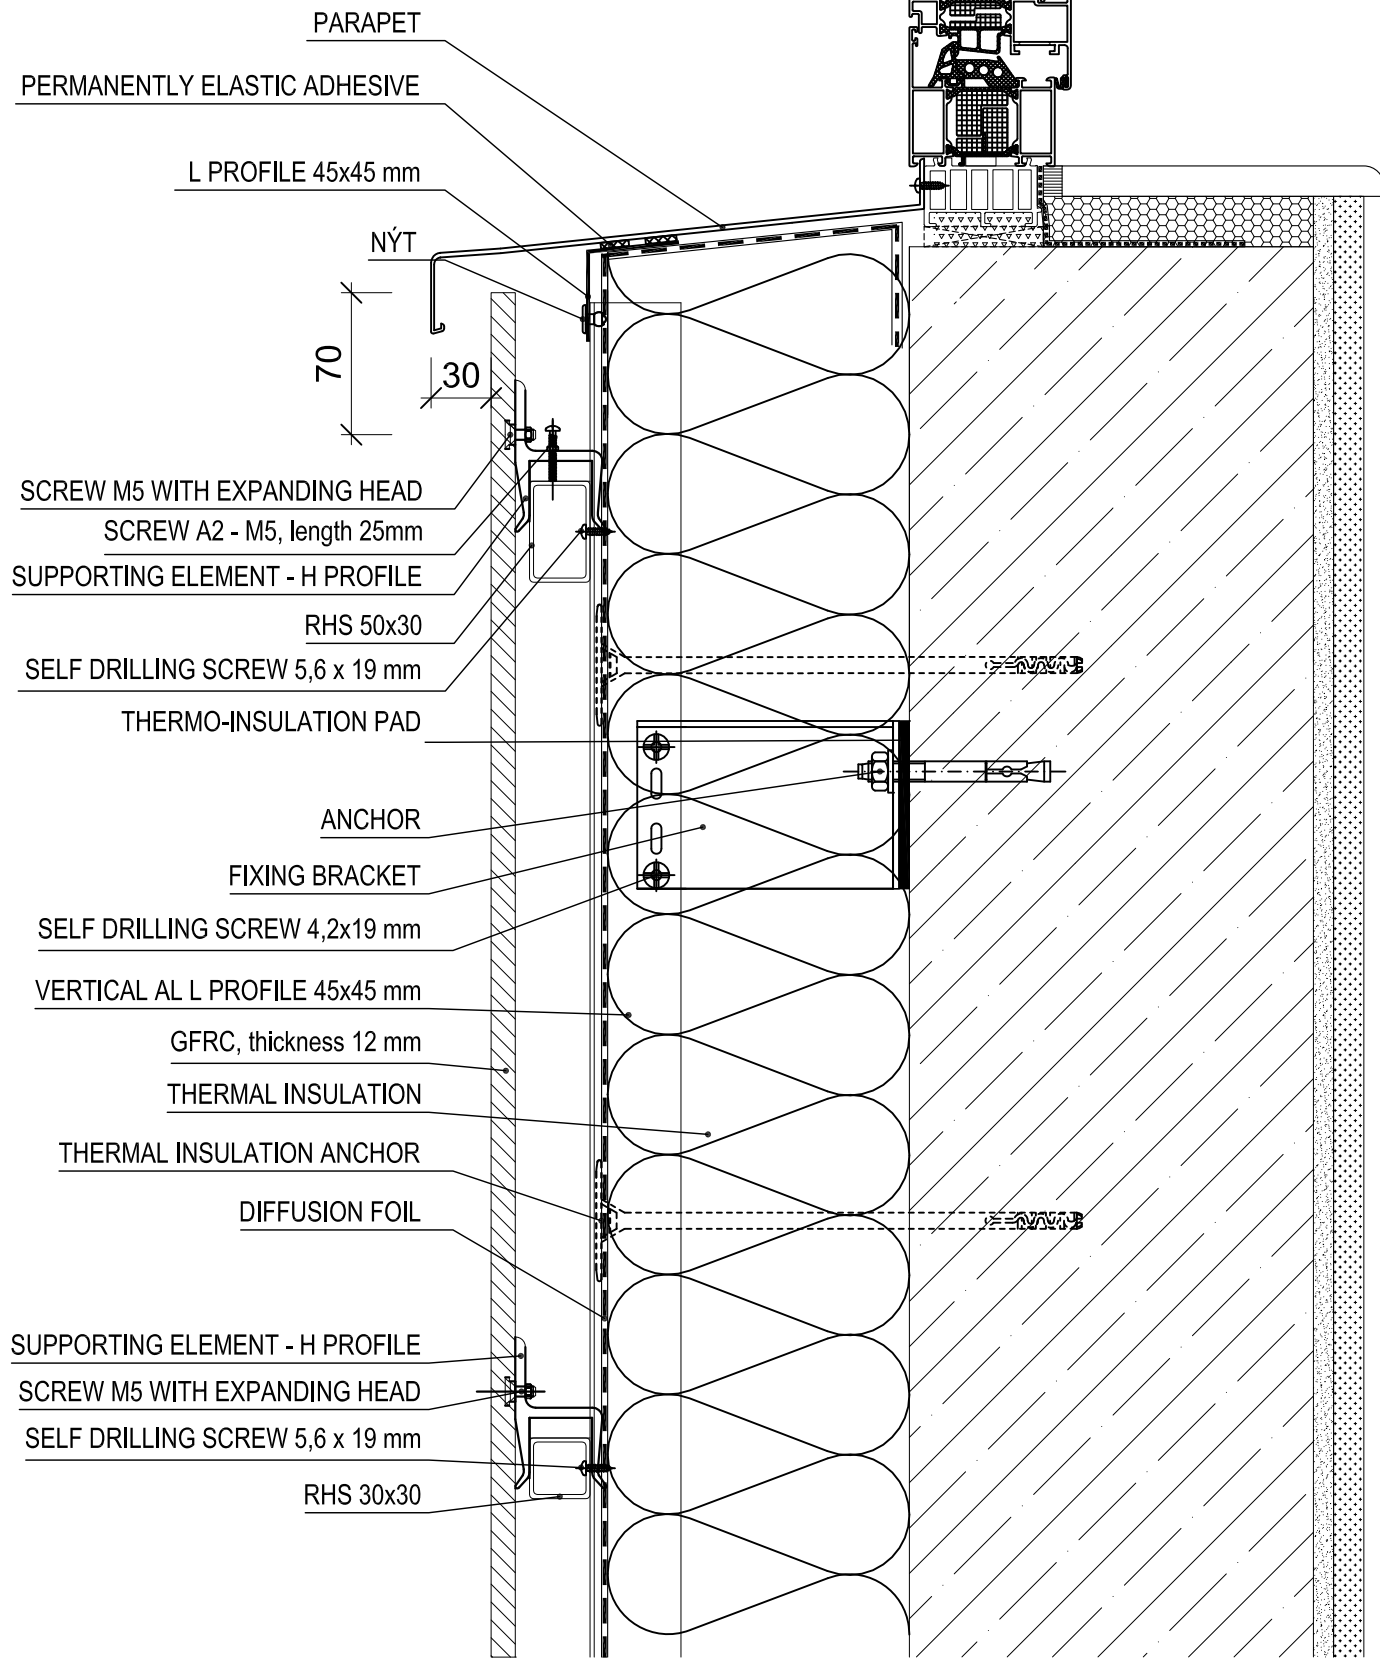 PARAPET
PERMANENTLY ELASTIC ADHESIVE
L PROFILE 45x45 mm
NÝT
70
30
SCREW M5 WITH EXPANDING HEAD
SCREW A2 - M5, length 25mm
SUPPORTING ELEMENT - H PROFILE
RHS 50x30
SELF DRILLING SCREW 5,6 x 19 mm
THERMO-INSULATION PAD
ANCHOR
FIXING BRACKET
SELF DRILLING SCREW 4,2x19 mm
VERTICAL AL L PROFILE 45x45 mm
GFRC, thickness 12 mm
THERMAL INSULATION
THERMAL INSULATION ANCHOR
DIFFUSION FOIL
SUPPORTING ELEMENT - H PROFILE
SCREW M5 WITH EXPANDING HEAD
SELF DRILLING SCREW 5,6 x 19 mm
RHS 30x30